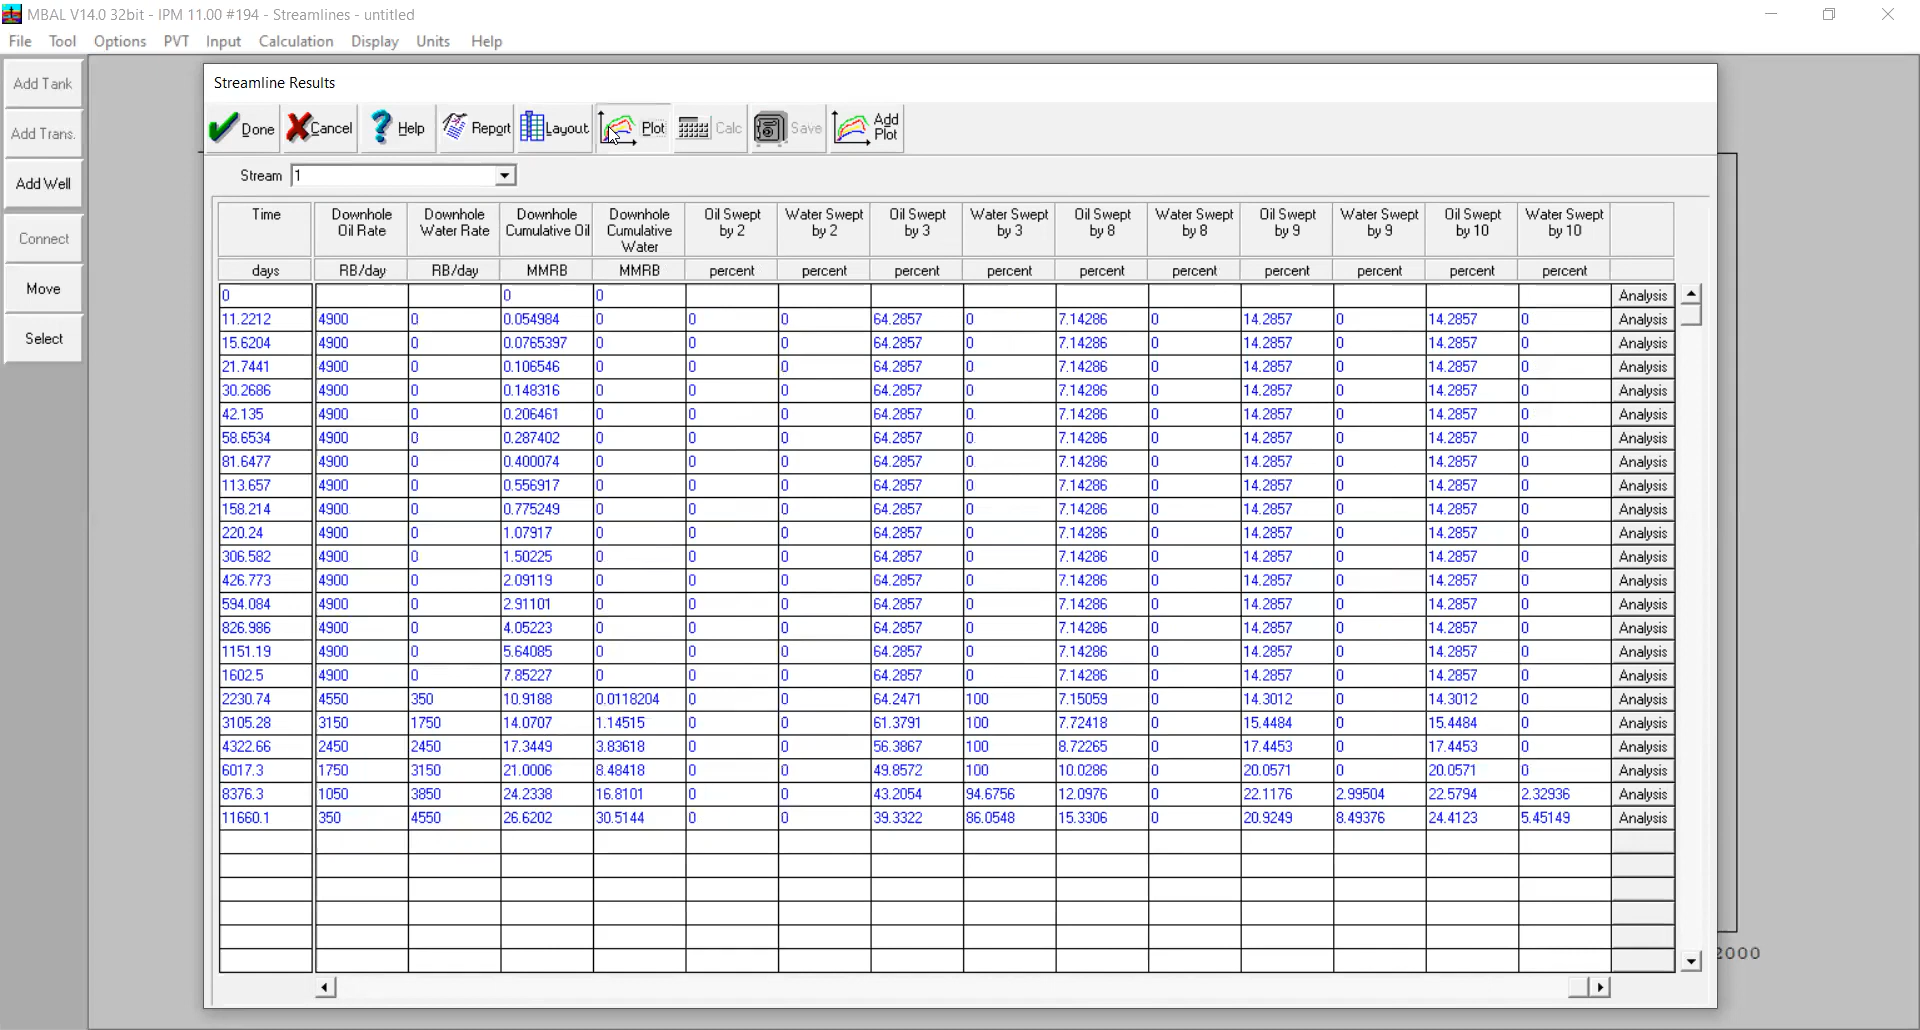 MBAL V14.0 32bit - IPM 11.00 #194 - Streamlines - untitled
File Tool Options PVT Input Calculation Display Units Help
Add Tank
Add Trans.
Add Well
Connect
Move
Select
Streamline Results
Done Cancel Help Report Layout Plot Calc Save Add Plot
Stream 1
Time Downhole Oil Rate Downhole Water Rate Downhole Cumulative Oil Downhole Cumulative Water Oil Swept by 2 Water Swept by 2 Oil Swept by 3 Water Swept by 3 Oil Swept by 8 Water Swept by 8 Oil Swept by 9 Water Swept by 9 Oil Swept by 10 Water Swept by 10
days RB/day RB/day MMRB MMRB percent percent percent percent percent percent percent percent percent percent
0 0 0 Analysis
11.2212 4900 0 0.054984 0 0 0 64.2857 0 7.14286 0 14.2857 0 14.2857 0 Analysis
15.6204 4900 0 0.0765397 0 0 0 64.2857 0 7.14286 0 14.2857 0 14.2857 0 Analysis
21.7441 4900 0 0.106546 0 0 0 64.2857 0 7.14286 0 14.2857 0 14.2857 0 Analysis
30.2686 4900 0 0.148316 0 0 0 64.2857 0 7.14286 0 14.2857 0 14.2857 0 Analysis
42.135 4900 0 0.206461 0 0 0 64.2857 0 7.14286 0 14.2857 0 14.2857 0 Analysis
58.6534 4900 0 0.287402 0 0 0 64.2857 0 7.14286 0 14.2857 0 14.2857 0 Analysis
81.6477 4900 0 0.400074 0 0 0 64.2857 0 7.14286 0 14.2857 0 14.2857 0 Analysis
113.657 4900 0 0.556917 0 0 0 64.2857 0 7.14286 0 14.2857 0 14.2857 0 Analysis
158.214 4900 0 0.775249 0 0 0 64.2857 0 7.14286 0 14.2857 0 14.2857 0 Analysis
220.24 4900 0 1.07917 0 0 0 64.2857 0 7.14286 0 14.2857 0 14.2857 0 Analysis
306.582 4900 0 1.50225 0 0 0 64.2857 0 7.14286 0 14.2857 0 14.2857 0 Analysis
426.773 4900 0 2.09119 0 0 0 64.2857 0 7.14286 0 14.2857 0 14.2857 0 Analysis
594.084 4900 0 2.91101 0 0 0 64.2857 0 7.14286 0 14.2857 0 14.2857 0 Analysis
826.986 4900 0 4.05223 0 0 0 64.2857 0 7.14286 0 14.2857 0 14.2857 0 Analysis
1151.19 4900 0 5.64085 0 0 0 64.2857 0 7.14286 0 14.2857 0 14.2857 0 Analysis
1602.5 4900 0 7.85227 0 0 0 64.2857 0 7.14286 0 14.2857 0 14.2857 0 Analysis
2230.74 4550 350 10.9188 0.0118204 0 0 64.2471 100 7.15059 0 14.3012 0 14.3012 0 Analysis
3105.28 3150 1750 14.0707 1.14515 0 0 61.3791 100 7.72418 0 15.4484 0 15.4484 0 Analysis
4322.66 2450 2450 17.3449 3.83618 0 0 56.3867 100 8.72265 0 17.4453 0 17.4453 0 Analysis
6017.3 1750 3150 21.0006 8.48418 0 0 49.8572 100 10.0286 0 20.0571 0 20.0571 0 Analysis
8376.3 1050 3850 24.2338 16.8101 0 0 43.2054 94.6756 12.0976 0 22.1176 2.99504 22.5794 2.32936 Analysis
11660.1 350 4550 26.6202 30.5144 0 0 39.3322 86.0548 15.3306 0 20.9249 8.49376 24.4123 5.45149 Analysis
2000